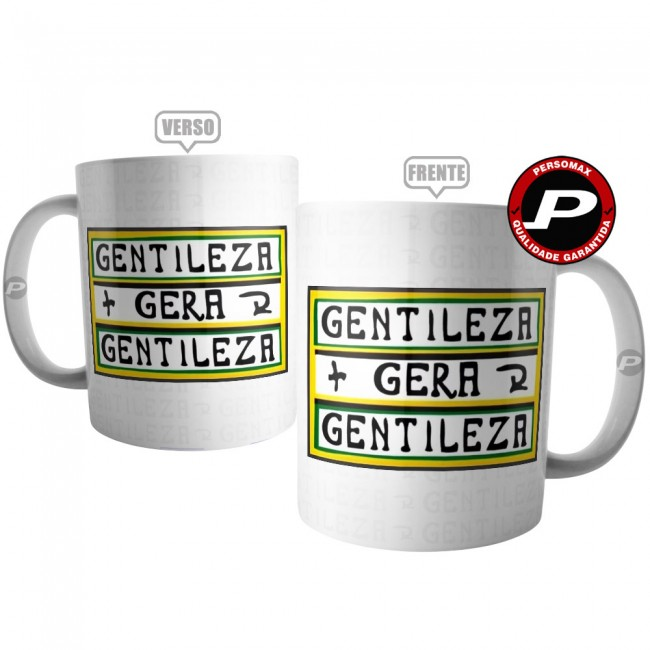 VERSO
GENTILEZA
+ GERA
GENTILEZA
FRENTE
GENTILEZA
+ GERA
GENTILEZA
PERSOMAX
P
QUALIDADE GARANTIDA
P
P